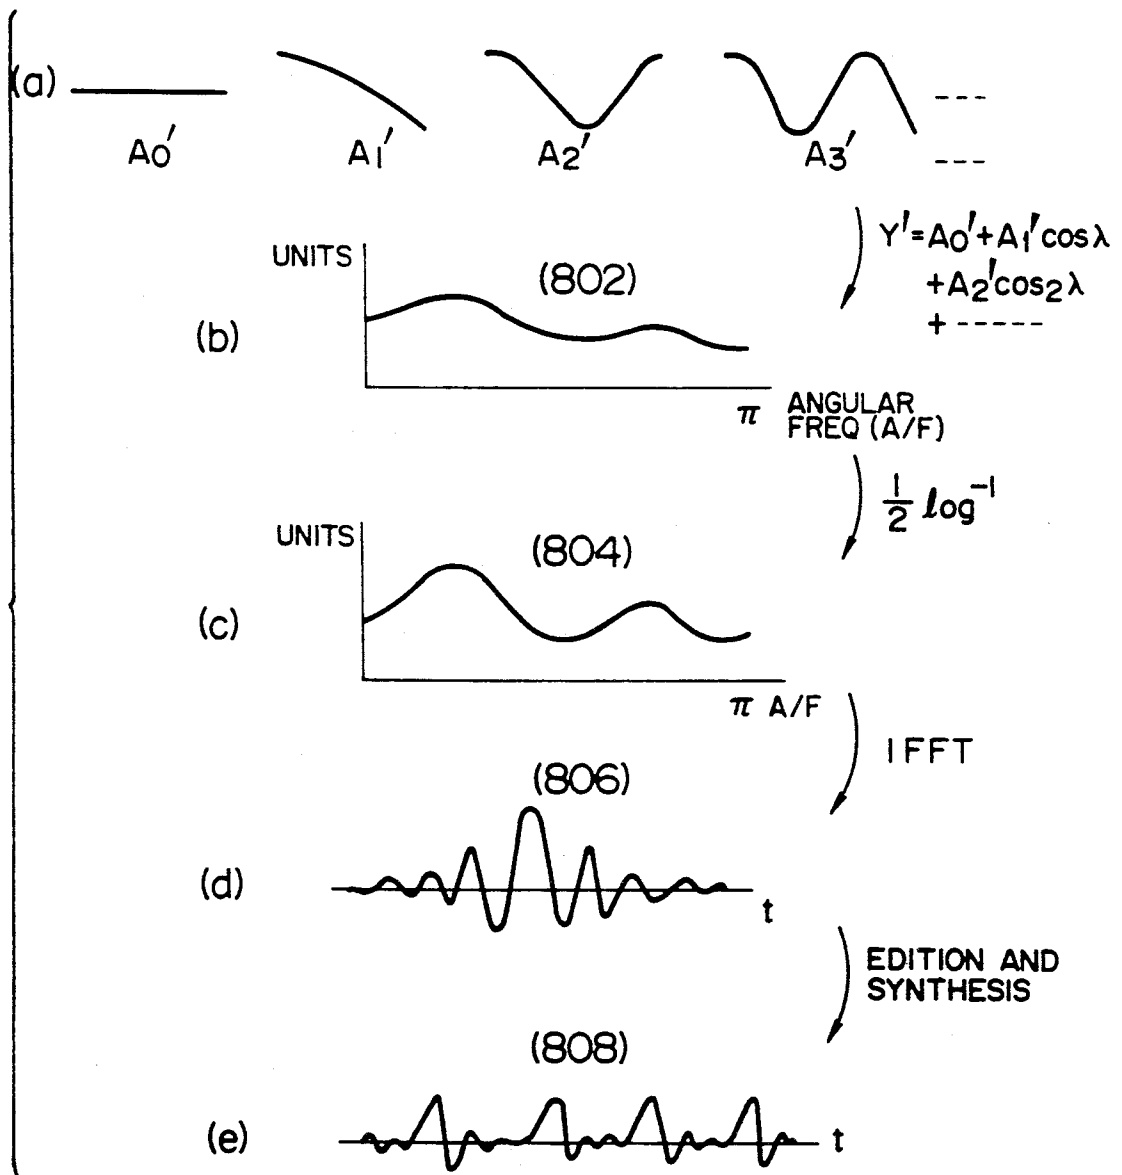 (a)
A0' A1' A2' A3' ---
---
Y'=A0'+A1'cosλ
+A2'cos2λ
+-----
UNITS
(802)
(b)
π ANGULAR
FREQ (A/F)
1/2 log⁻¹
UNITS
(804)
(c)
π A/F
IFFT
(806)
(d)
t
EDITION AND
SYNTHESIS
(808)
(e)
t